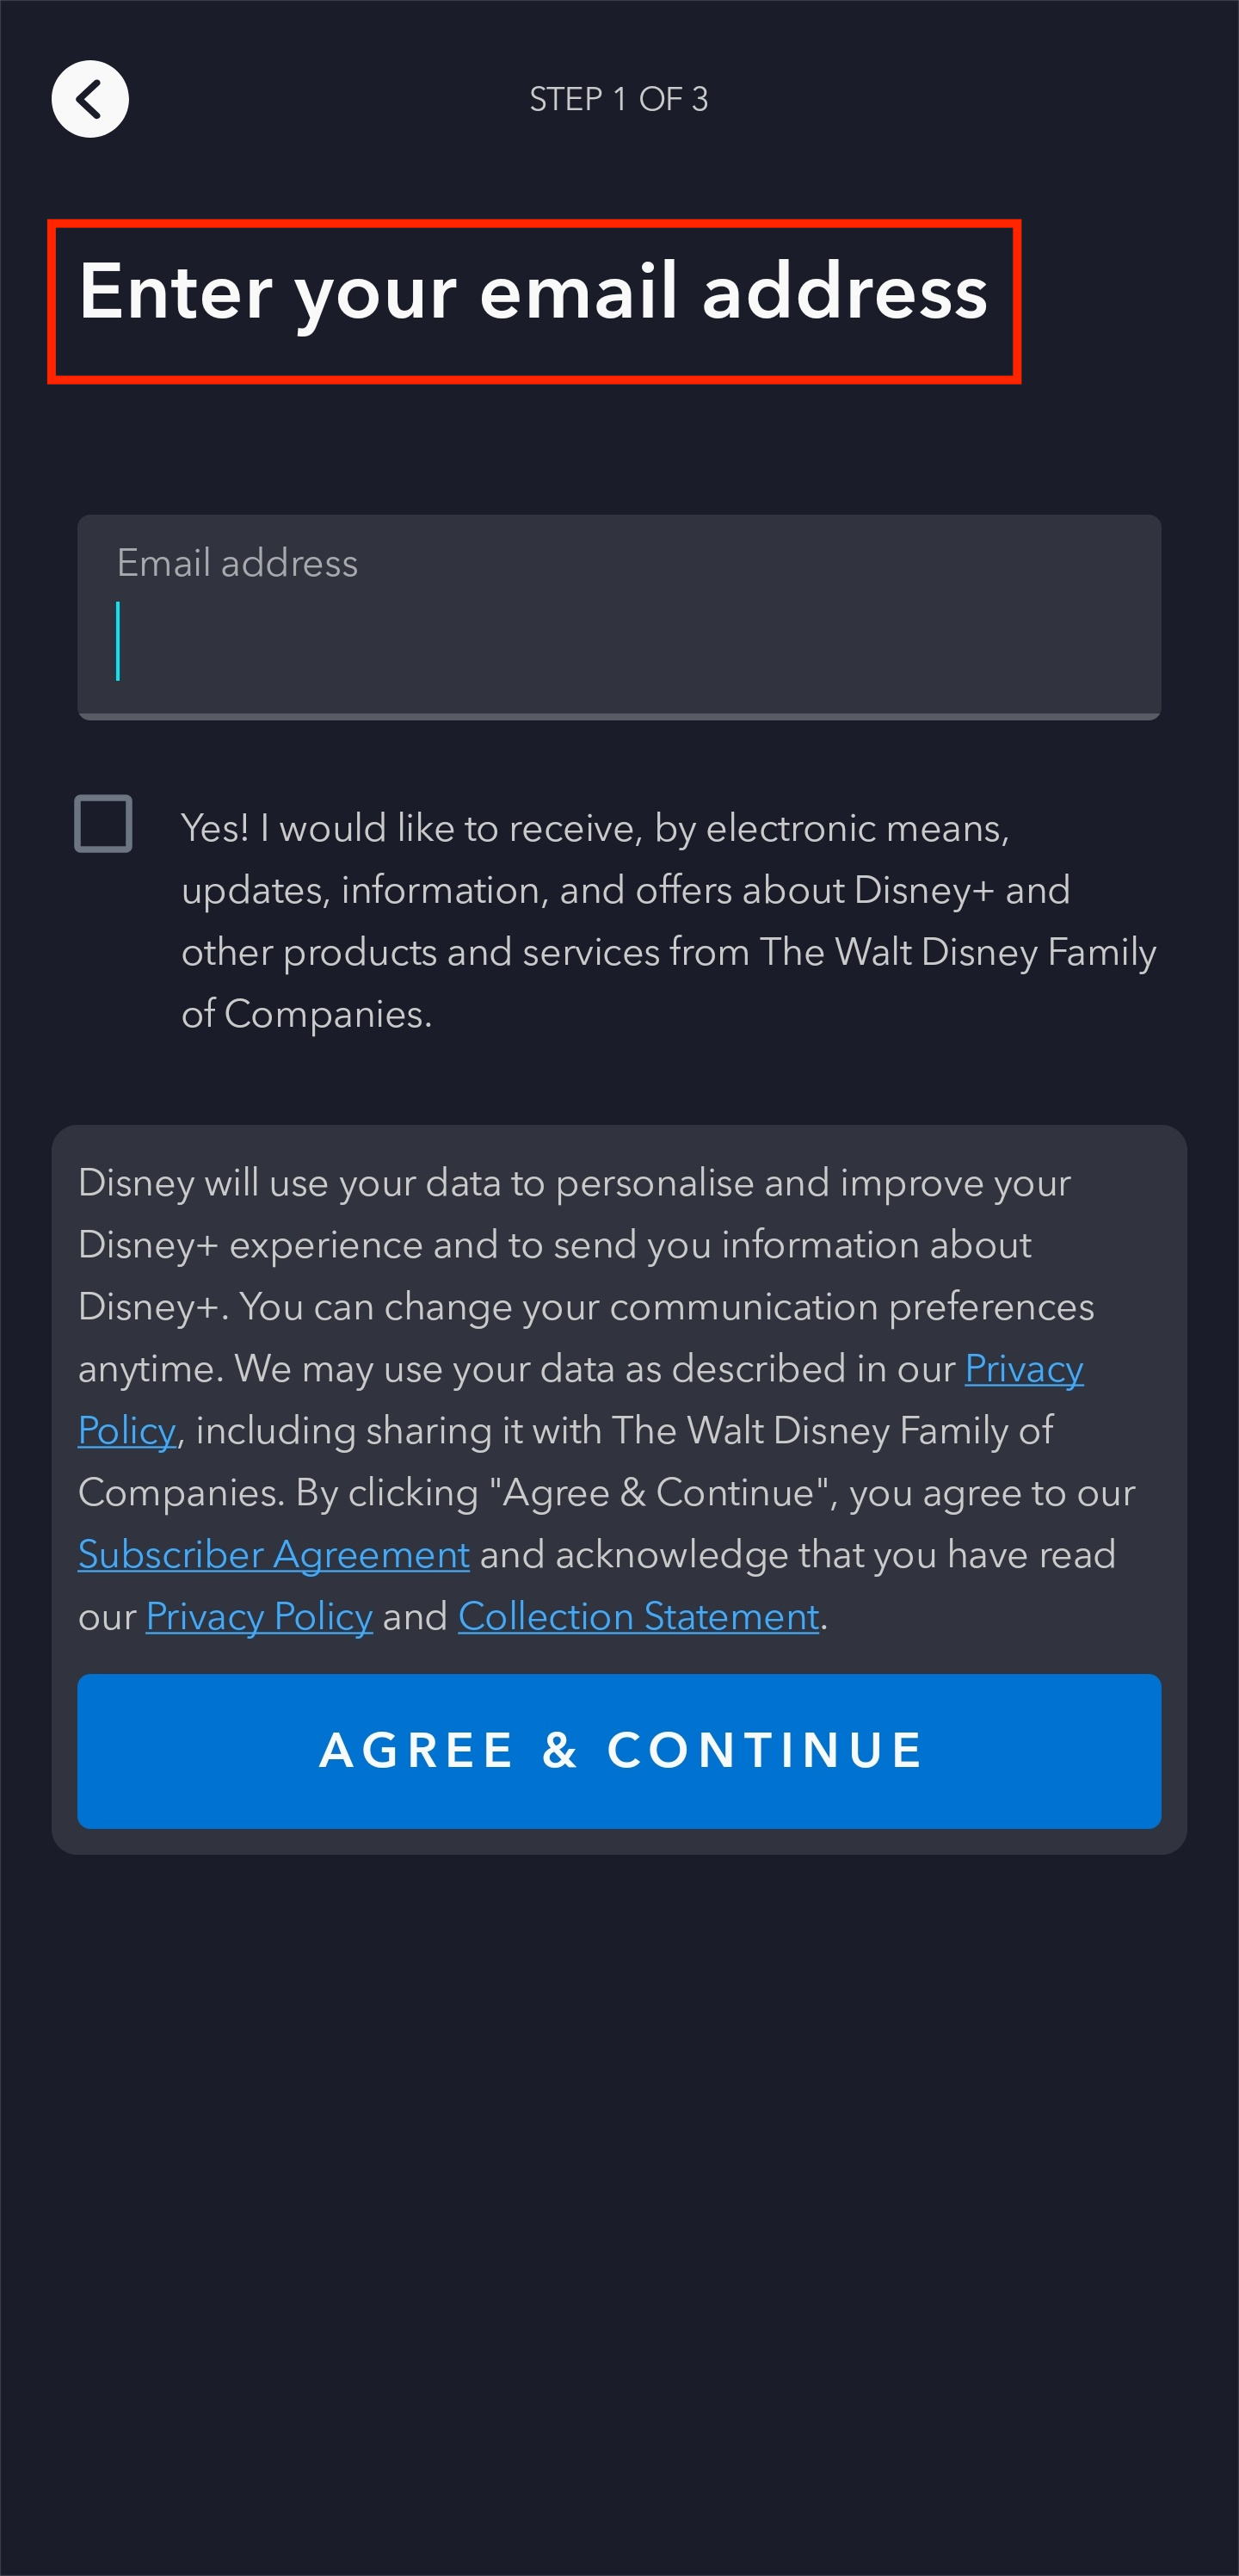 STEP 1 OF 3
Enter your email address
Email address
Yes! I would like to receive, by electronic means,
updates, information, and offers about Disney+ and
other products and services from The Walt Disney Family
of Companies.
Disney will use your data to personalise and improve your
Disney+ experience and to send you information about
Disney+. You can change your communication preferences
anytime. We may use your data as described in our Privacy
Policy, including sharing it with The Walt Disney Family of
Companies. By clicking "Agree & Continue", you agree to our
Subscriber Agreement and acknowledge that you have read
our Privacy Policy and Collection Statement.
AGREE & CONTINUE